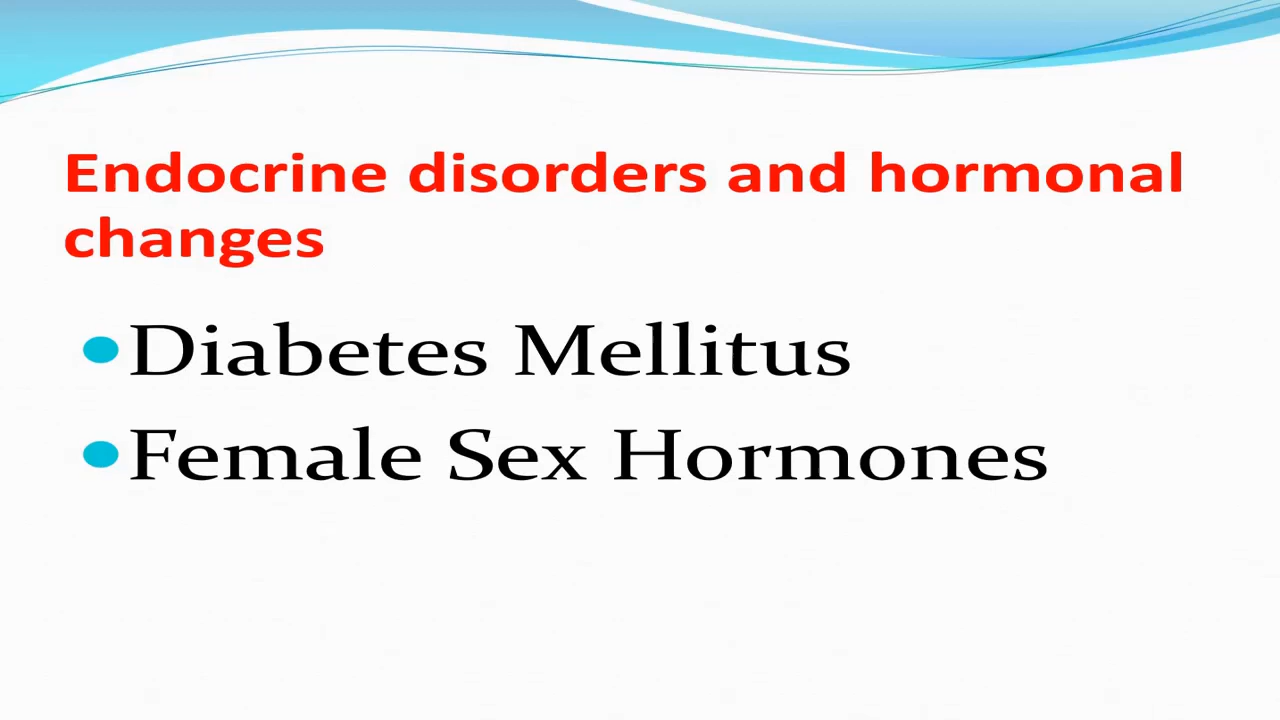 Endocrine disorders and hormonal
changes
•Diabetes Mellitus
•Female Sex Hormones